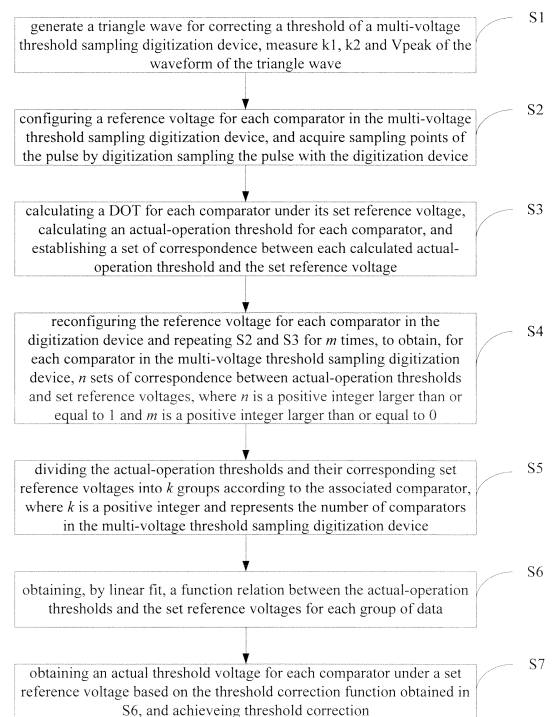 S1
generate a triangle wave for correcting a threshold of a multi-voltage
threshold sampling digitization device, measure k1, k2 and Vpeak of the
waveform of the triangle wave
S2
configuring a reference voltage for each comparator in the multi-voltage
threshold sampling digitization device, and acquire sampling points of
the pulse by digitization sampling the pulse with the digitization device
S3
calculating a DOT for each comparator under its set reference voltage,
calculating an actual-operation threshold for each comparator, and
establishing a set of correspondence between each calculated actual-
operation threshold and the set reference voltage
S4
reconfiguring the reference voltage for each comparator in the
digitization device and repeating S2 and S3 for m times, to obtain, for
each comparator in the multi-voltage threshold sampling digitization
device, n sets of correspondence between actual-operation thresholds
and set reference voltages, where n is a positive integer larger than or
equal to 1 and m is a positive integer larger than or equal to 0
S5
dividing the actual-operation thresholds and their corresponding set
reference voltages into k groups according to the associated comparator,
where k is a positive integer and represents the number of comparators
in the multi-voltage threshold sampling digitization device
S6
obtaining, by linear fit, a function relation between the actual-operation
thresholds and the set reference voltages for each group of data
S7
obtaining an actual threshold voltage for each comparator under a set
reference voltage based on the threshold correction function obtained in
S6, and achieveing threshold correction